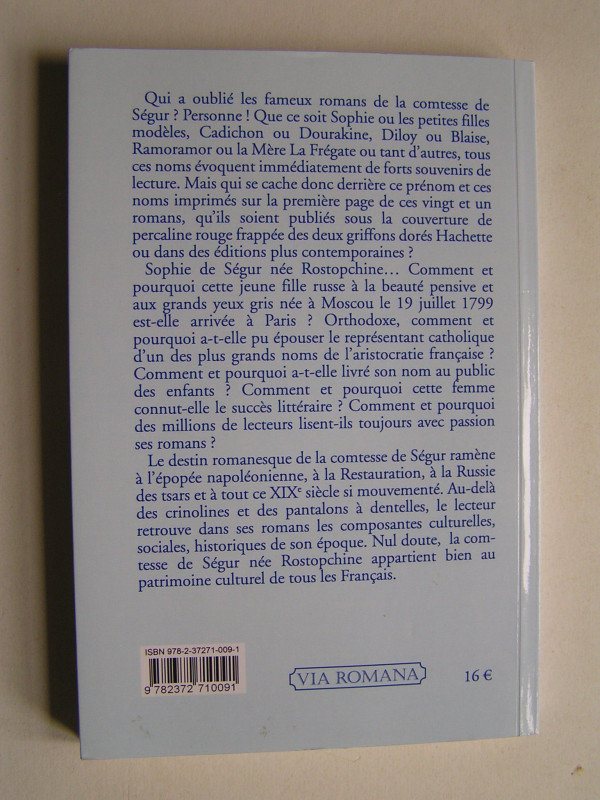 Qui a oublié les fameux romans de la comtesse de
Ségur ? Personne ! Que ce soit Sophie ou les petites filles
modèles, Cadichon ou Dourakine, Diloy ou Blaise,
Ramoramor ou la Mère La Frégate ou tant d'autres, tous
ces noms évoquent immédiatement de forts souvenirs de
lecture. Mais qui se cache donc derrière ce prénom et ces
noms imprimés sur la première page de ces vingt et un
romans, qu'ils soient publiés sous la couverture de
percaline rouge frappée des deux griffons dorés Hachette
ou dans des éditions plus contemporaines ?
Sophie de Ségur née Rostopchine… Comment et
pourquoi cette jeune fille russe à la beauté pensive et
aux grands yeux gris née à Moscou le 19 juillet 1799
est-elle arrivée à Paris ? Orthodoxe, comment et
pourquoi a-t-elle pu épouser le représentant catholique
d'un des plus grands noms de l'aristocratie française ?
Comment et pourquoi a-t-elle livré son nom au public
des enfants ? Comment et pourquoi cette femme
connut-elle le succès littéraire ? Comment et pourquoi
des millions de lecteurs lisent-ils toujours avec passion
ses romans ?
Le destin romanesque de la comtesse de Ségur ramène
à l'épopée napoléonienne, à la Restauration, à la Russie
des tsars et à tout ce XIXe siècle si mouvementé. Au-delà
des crinolines et des pantalons à dentelles, le lecteur
retrouve dans ses romans les composantes culturelles,
sociales, historiques de son époque. Nul doute, la com-
tesse de Ségur née Rostopchine appartient bien au
patrimoine culturel de tous les Français.
ISBN 978-2-37271-009-1
9 782372 710091
VIA ROMANA
16 €